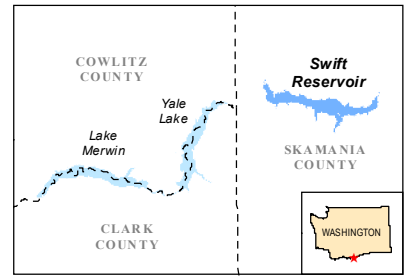 COWLITZ
COUNTY
Swift
Reservoir
Yale
Lake
Lake
Merwin
SKAMANIA
COUNTY
CLARK
COUNTY
WASHINGTON